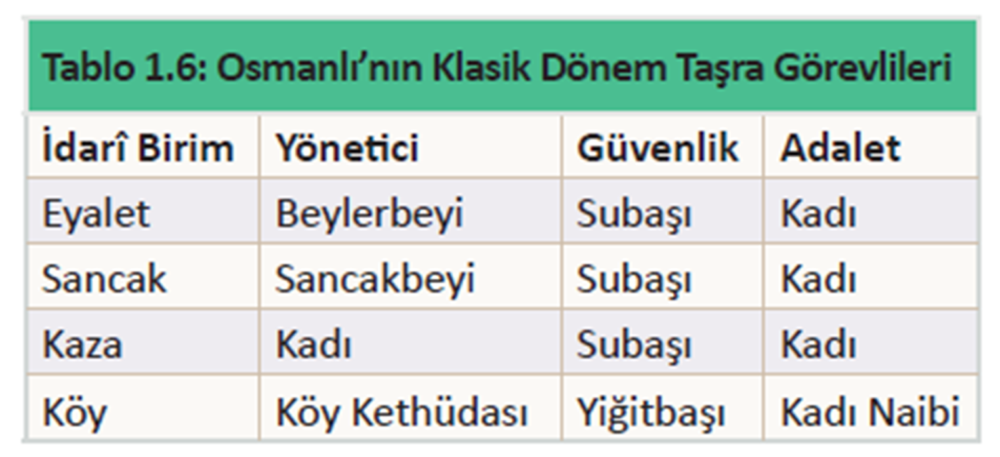 Tablo 1.6: Osmanlı’nın Klasik Dönem Taşra Görevlileri
İdarî Birim Yönetici Güvenlik Adalet
Eyalet Beylerbeyi Subaşı Kadı
Sancak Sancakbeyi Subaşı Kadı
Kaza Kadı Subaşı Kadı
Köy Köy Kethüdası Yiğitbaşı Kadı Naibi